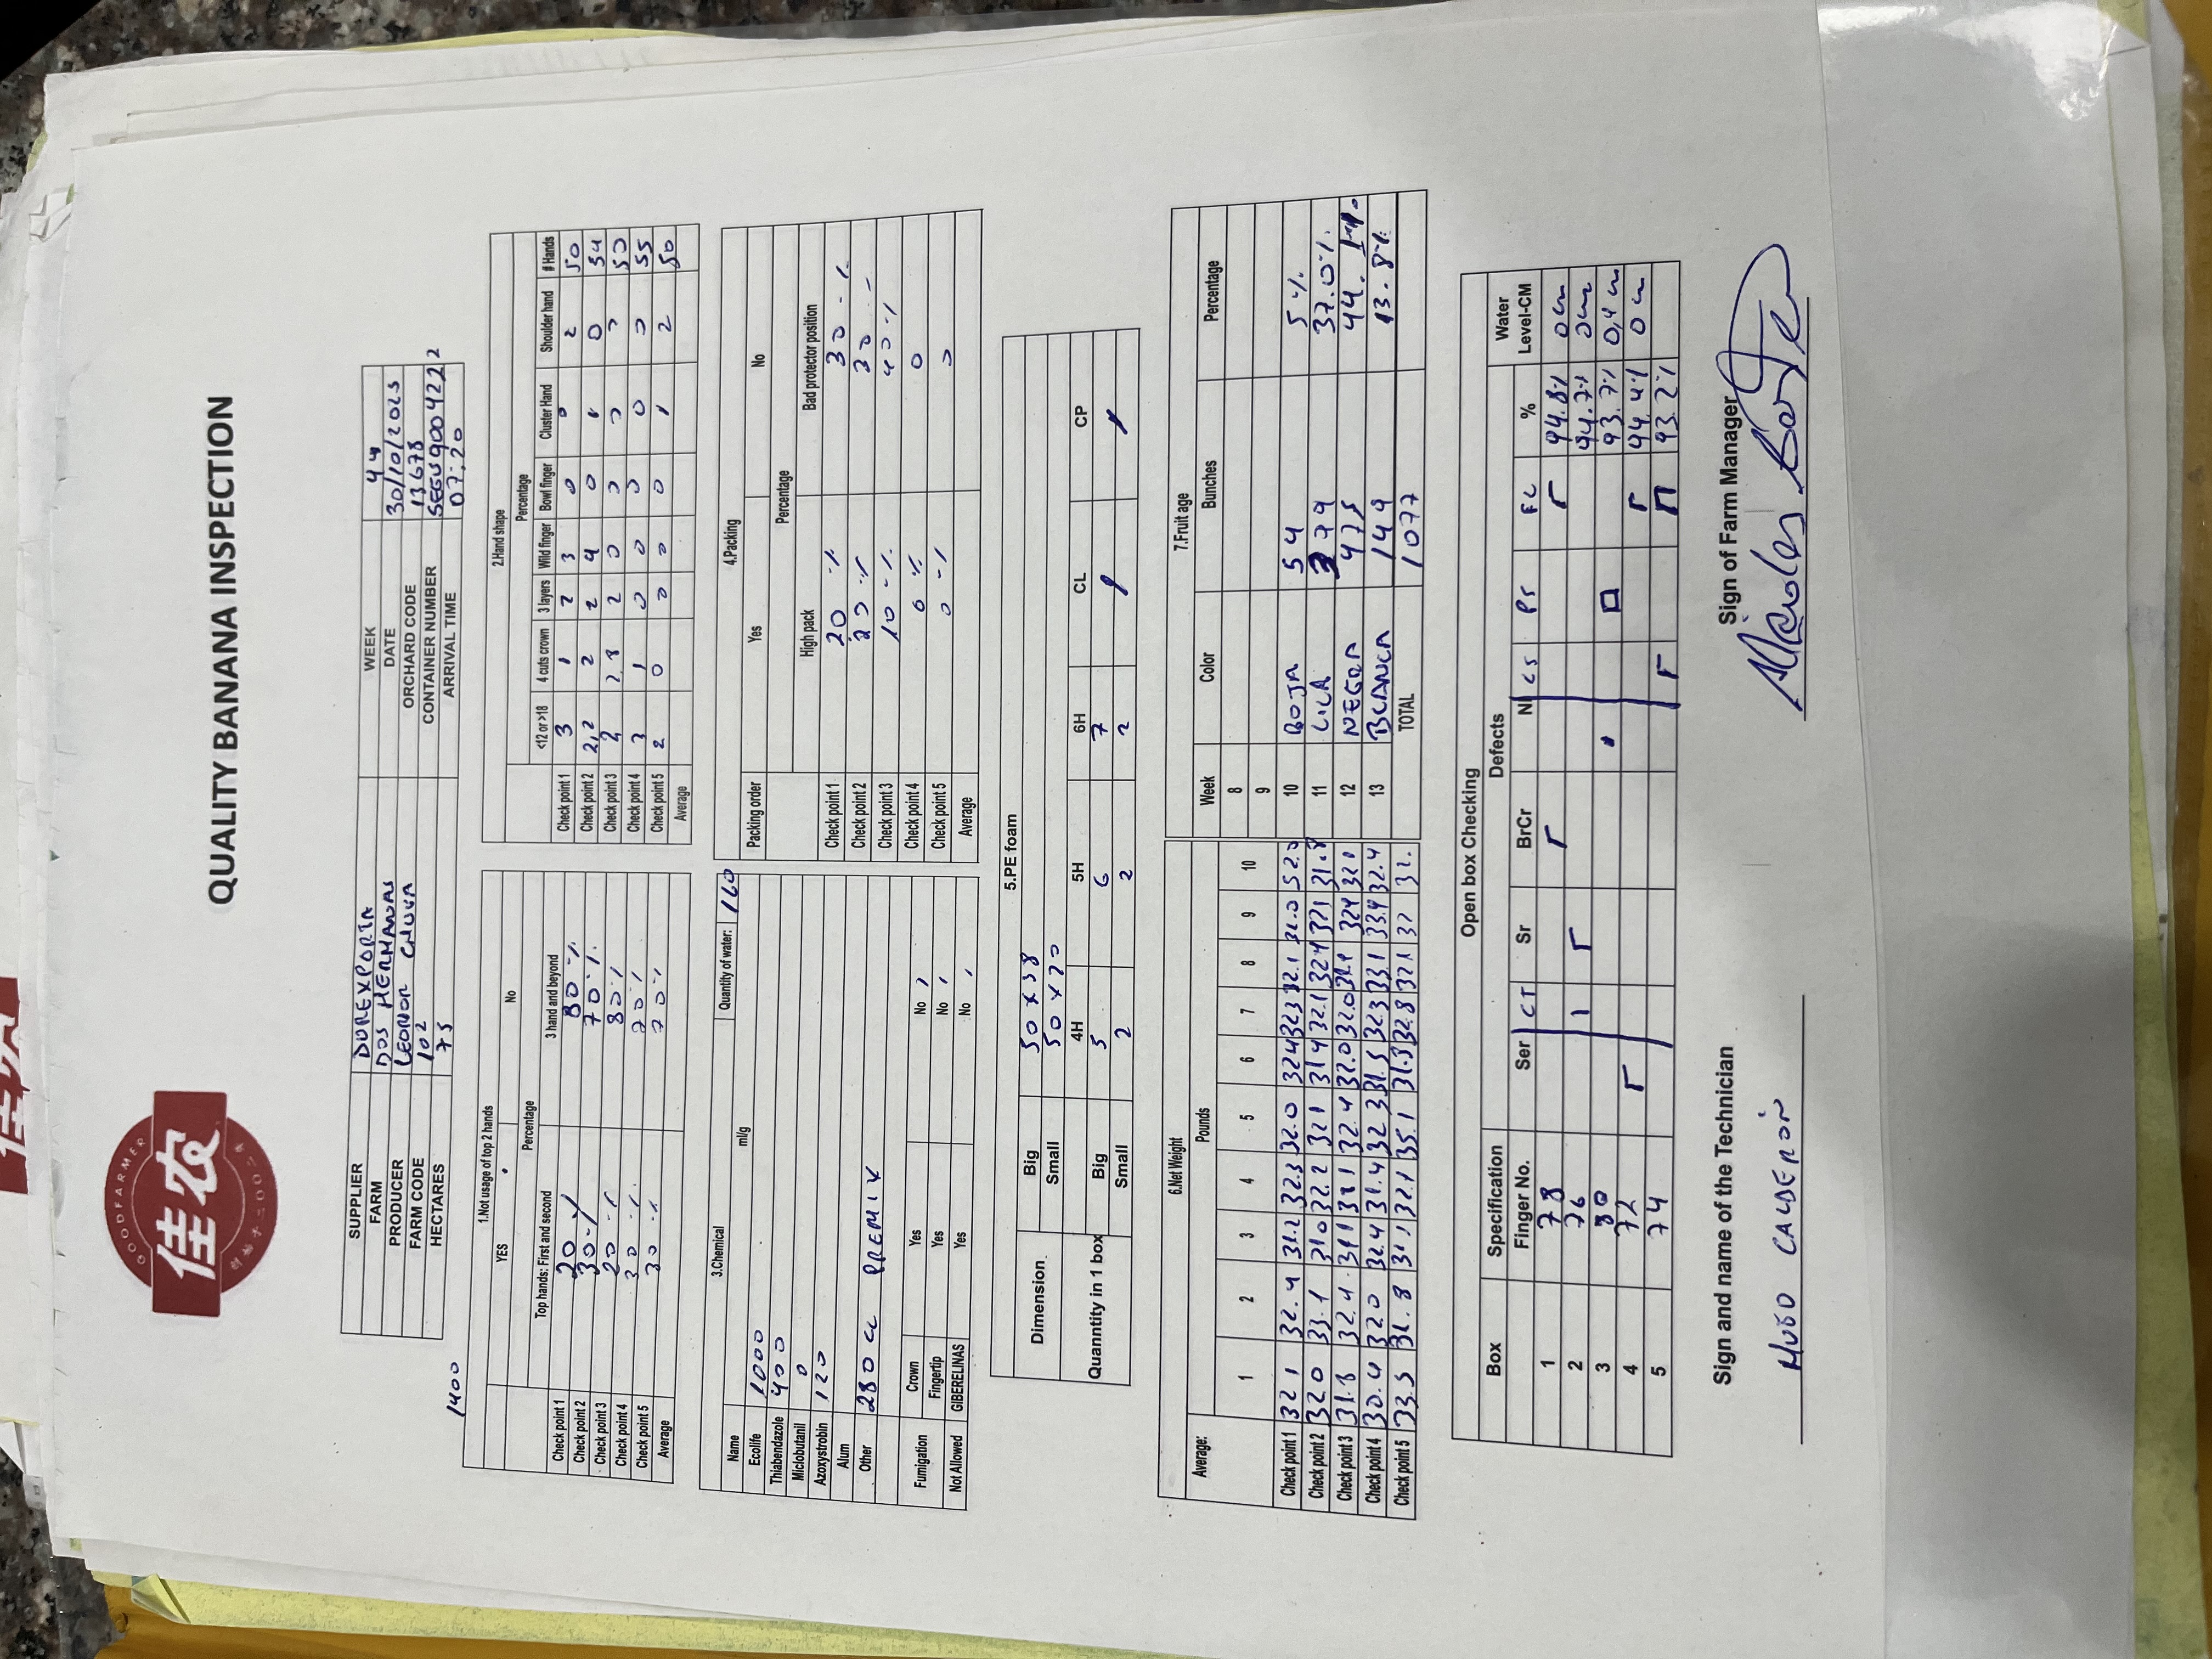 佳农
GOODFARMER
佳农
创始于二〇〇二年
QUALITY BANANA INSPECTION
SUPPLIER DUREXPORTA WEEK 44
FARM DOS HERMANAS DATE 30/10/2025
PRODUCER LEONOR CHUVA ORCHARD CODE 13678
FARM CODE 102 CONTAINER NUMBER SEGU9004222
HECTARES 75 ARRIVAL TIME 07:20
1400
1.Not usage of top 2 hands
YES No
Percentage
Top hands: First and second 3 hand and beyond
Check point 1 20 % 80 %
Check point 2 30 % 70 %
Check point 3 20 % 80 %
Check point 4 30 % 70 %
Check point 5 30 % 70 %
Average
2.Hand shape
Percentage
<12 or >18 4 cuts crown 3 layers Wild finger Bowl finger Cluster Hand Shoulder hand # Hands
Check point 1 3 1 2 3 0 0 2 50
Check point 2 2,2 2 2 4 0 1 0 54
Check point 3 2 2,8 2 0 0 0 0 50
Check point 4 3 1 0 0 0 0 0 55
Check point 5 2 0 0 0 0 1 2 50
Average
3.Chemical Quantity of water: 160
Name ml/g
Ecolife 1000
Thiabendazole 400
Miclobutanil 0
Azoxystrobin 120
Alum
Other 280 cc PREMIX
Fumigation Crown Yes No
Fingertip Yes No
Not Allowed GIBERELINAS Yes No
4.Packing
Packing order Yes No
Percentage
High pack Bad protector position
Check point 1 20 % 30 %
Check point 2 20 % 30
Check point 3 10 % 40 %
Check point 4 0 % 0
Check point 5 0 % 0
Average
5.PE foam
Dimension Big 50 x 38
Small 50 x 20
4H 5H 6H CL CP
Quanntity in 1 box Big 5 6 7
Small 2 2 2
6.Net Weight
Average: Pounds
1 2 3 4 5 6 7 8 9 10
Check point 1 32.1 32.4 31.2 32.3 32.0 32.4 32.3 32.1 31.0 32.0
Check point 2 32.0 33.1 31.0 32.2 32.1 31.4 32.1 32.4 32.1 31.8
Check point 3 31.8 32.4 31.1 32.4 32.0 32.0 31.1 32.4 32.1
Check point 4 30.4 32.0 32.4 31.4 32.3 31.5 32.3 33.1 33.4 32.4
Check point 5 33.5 31.8 31.1 32.1 35.1 31.3 32.8 32.1 32 32.
7.Fruit age
Week Color Bunches Percentage
8
9
10 ROJA 54 5 %
11 LILA 399 37.0%
12 NEGRA 475 44.1%
13 BLANCA 149 13.8%
TOTAL 1077
Open box Checking
Box Specification Defects Water
Finger No. Ser CT Sr BrCr N CS PS FL % Level-CM
1 78 94.8% 0 cm
2 76 94.7% 0 cm
3 80 93.7% 0,4 cm
4 72 94.4% 0 cm
5 74 93.2%
Sign and name of the Technician Sign of Farm Manager
HUGO CALDERON